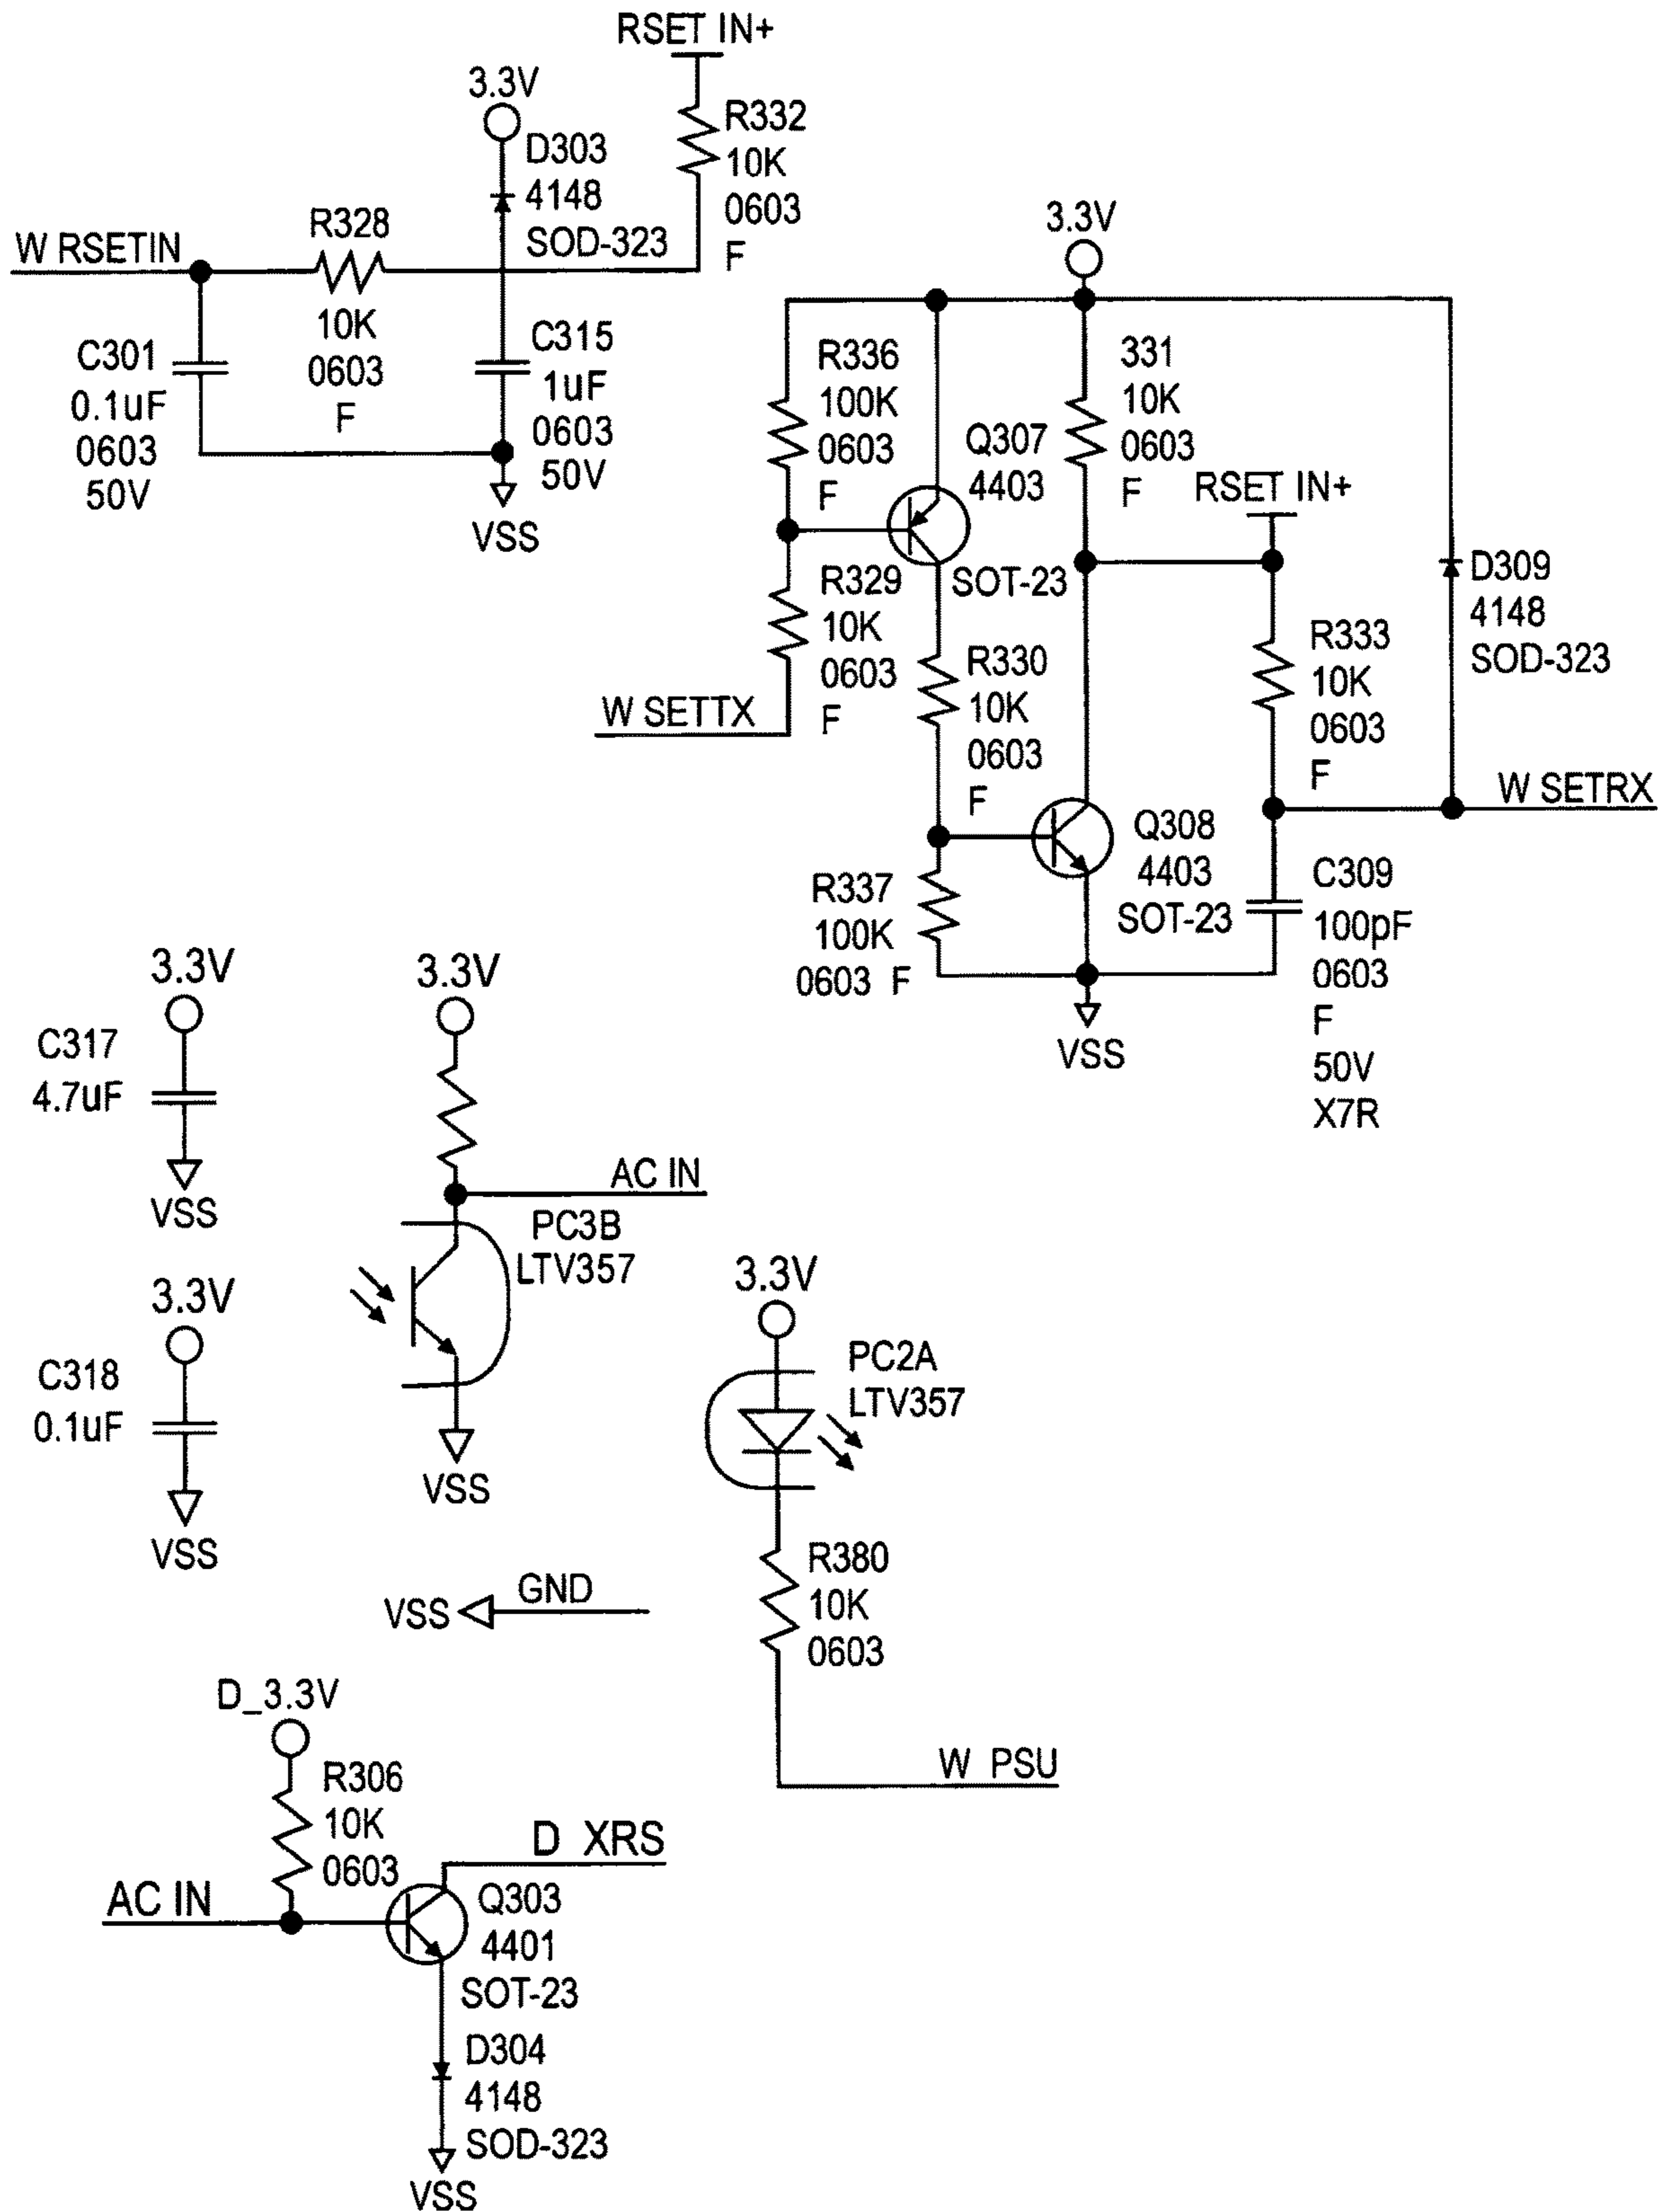 RSET IN+
3.3V
R332
10K
0603
F
D303
4148
SOD-323
R328
10K
0603
F
W RSETIN
C301
0.1uF
0603
50V
C315
1uF
0603
50V
VSS
3.3V
R336
100K
0603
F
Q307
4403
SOT-23
331
10K
0603
F
RSET IN+
D309
4148
SOD-323
R329
10K
0603
F
W SETTX
R330
10K
0603
F
R333
10K
0603
F
W SETRX
Q308
4403
SOT-23
R337
100K
0603 F
C309
100pF
0603
F
50V
X7R
VSS
3.3V
C317
4.7uF
VSS
3.3V
AC IN
PC3B
LTV357
VSS
3.3V
C318
0.1uF
VSS
3.3V
PC2A
LTV357
R380
10K
0603
W PSU
VSS
GND
D_3.3V
R306
10K
0603
AC IN
D XRS
Q303
4401
SOT-23
D304
4148
SOD-323
VSS